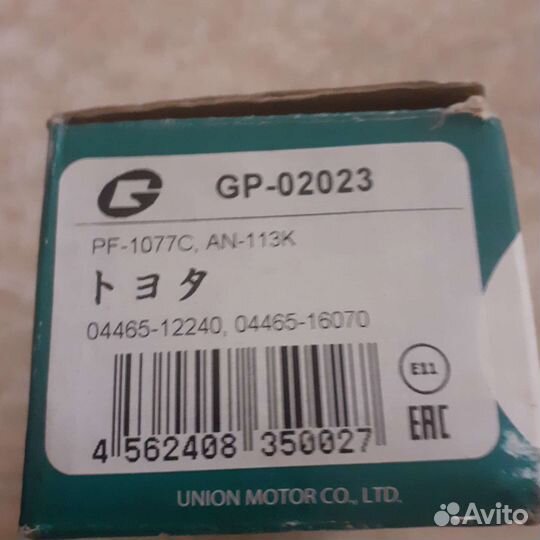 G
GP-02023
PF-1077C, AN-113K
トヨタ
04465-12240, 04465-16070
4 562408 350027
E11
EAC
UNION MOTOR CO., LTD.
Avito